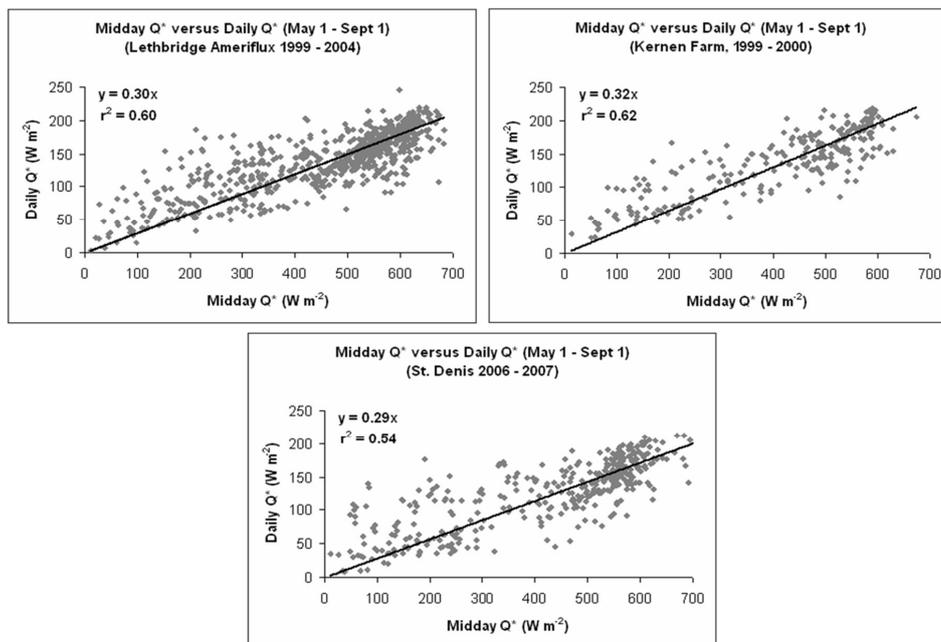 Midday Q* versus Daily Q* (May 1 - Sept 1)
(Lethbridge Ameriflux 1999 - 2004)
y = 0.30x
r² = 0.60
Daily Q* (W m⁻²)
250
200
150
100
50
0
0 100 200 300 400 500 600 700
Midday Q* (W m⁻²)
Midday Q* versus Daily Q* (May 1 - Sept 1)
(Kernen Farm, 1999 - 2000)
y = 0.32x
r² = 0.62
Daily Q* (W m⁻²)
250
200
150
100
50
0
0 100 200 300 400 500 600 700
Midday Q* (W m⁻²)
Midday Q* versus Daily Q* (May 1 - Sept 1)
(St. Denis 2006 - 2007)
y = 0.29x
r² = 0.54
Daily Q* (W m⁻²)
250
200
150
100
50
0
0 100 200 300 400 500 600 700
Midday Q* (W m⁻²)